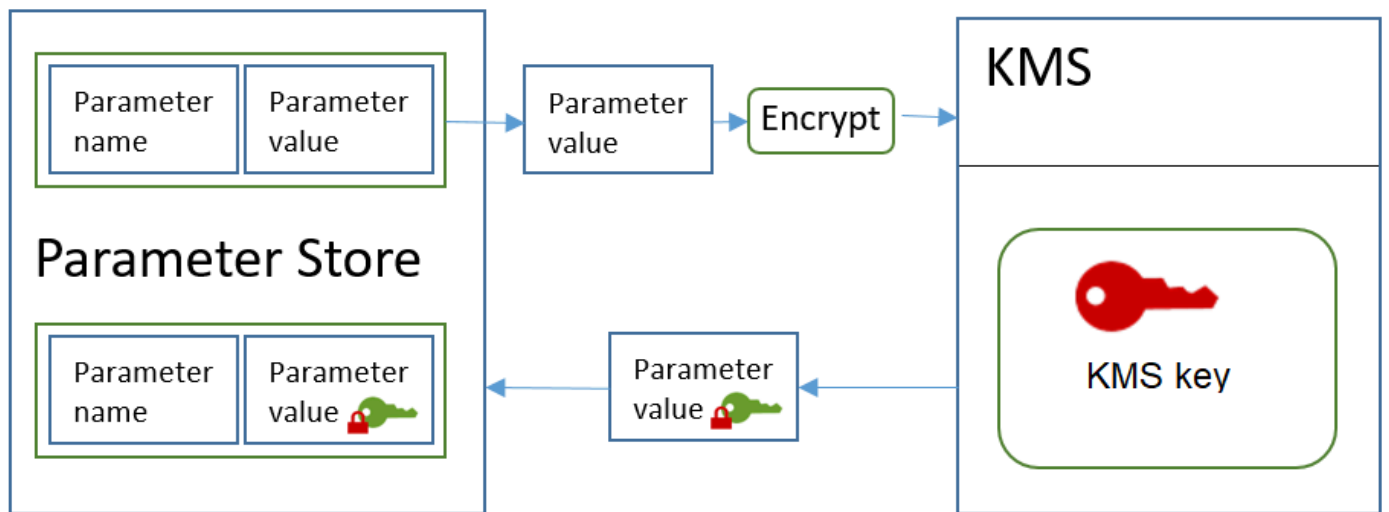 Parameter
name
Parameter
value
Parameter
value
Encrypt
KMS
Parameter Store
Parameter
name
Parameter
value
Parameter
value
KMS key